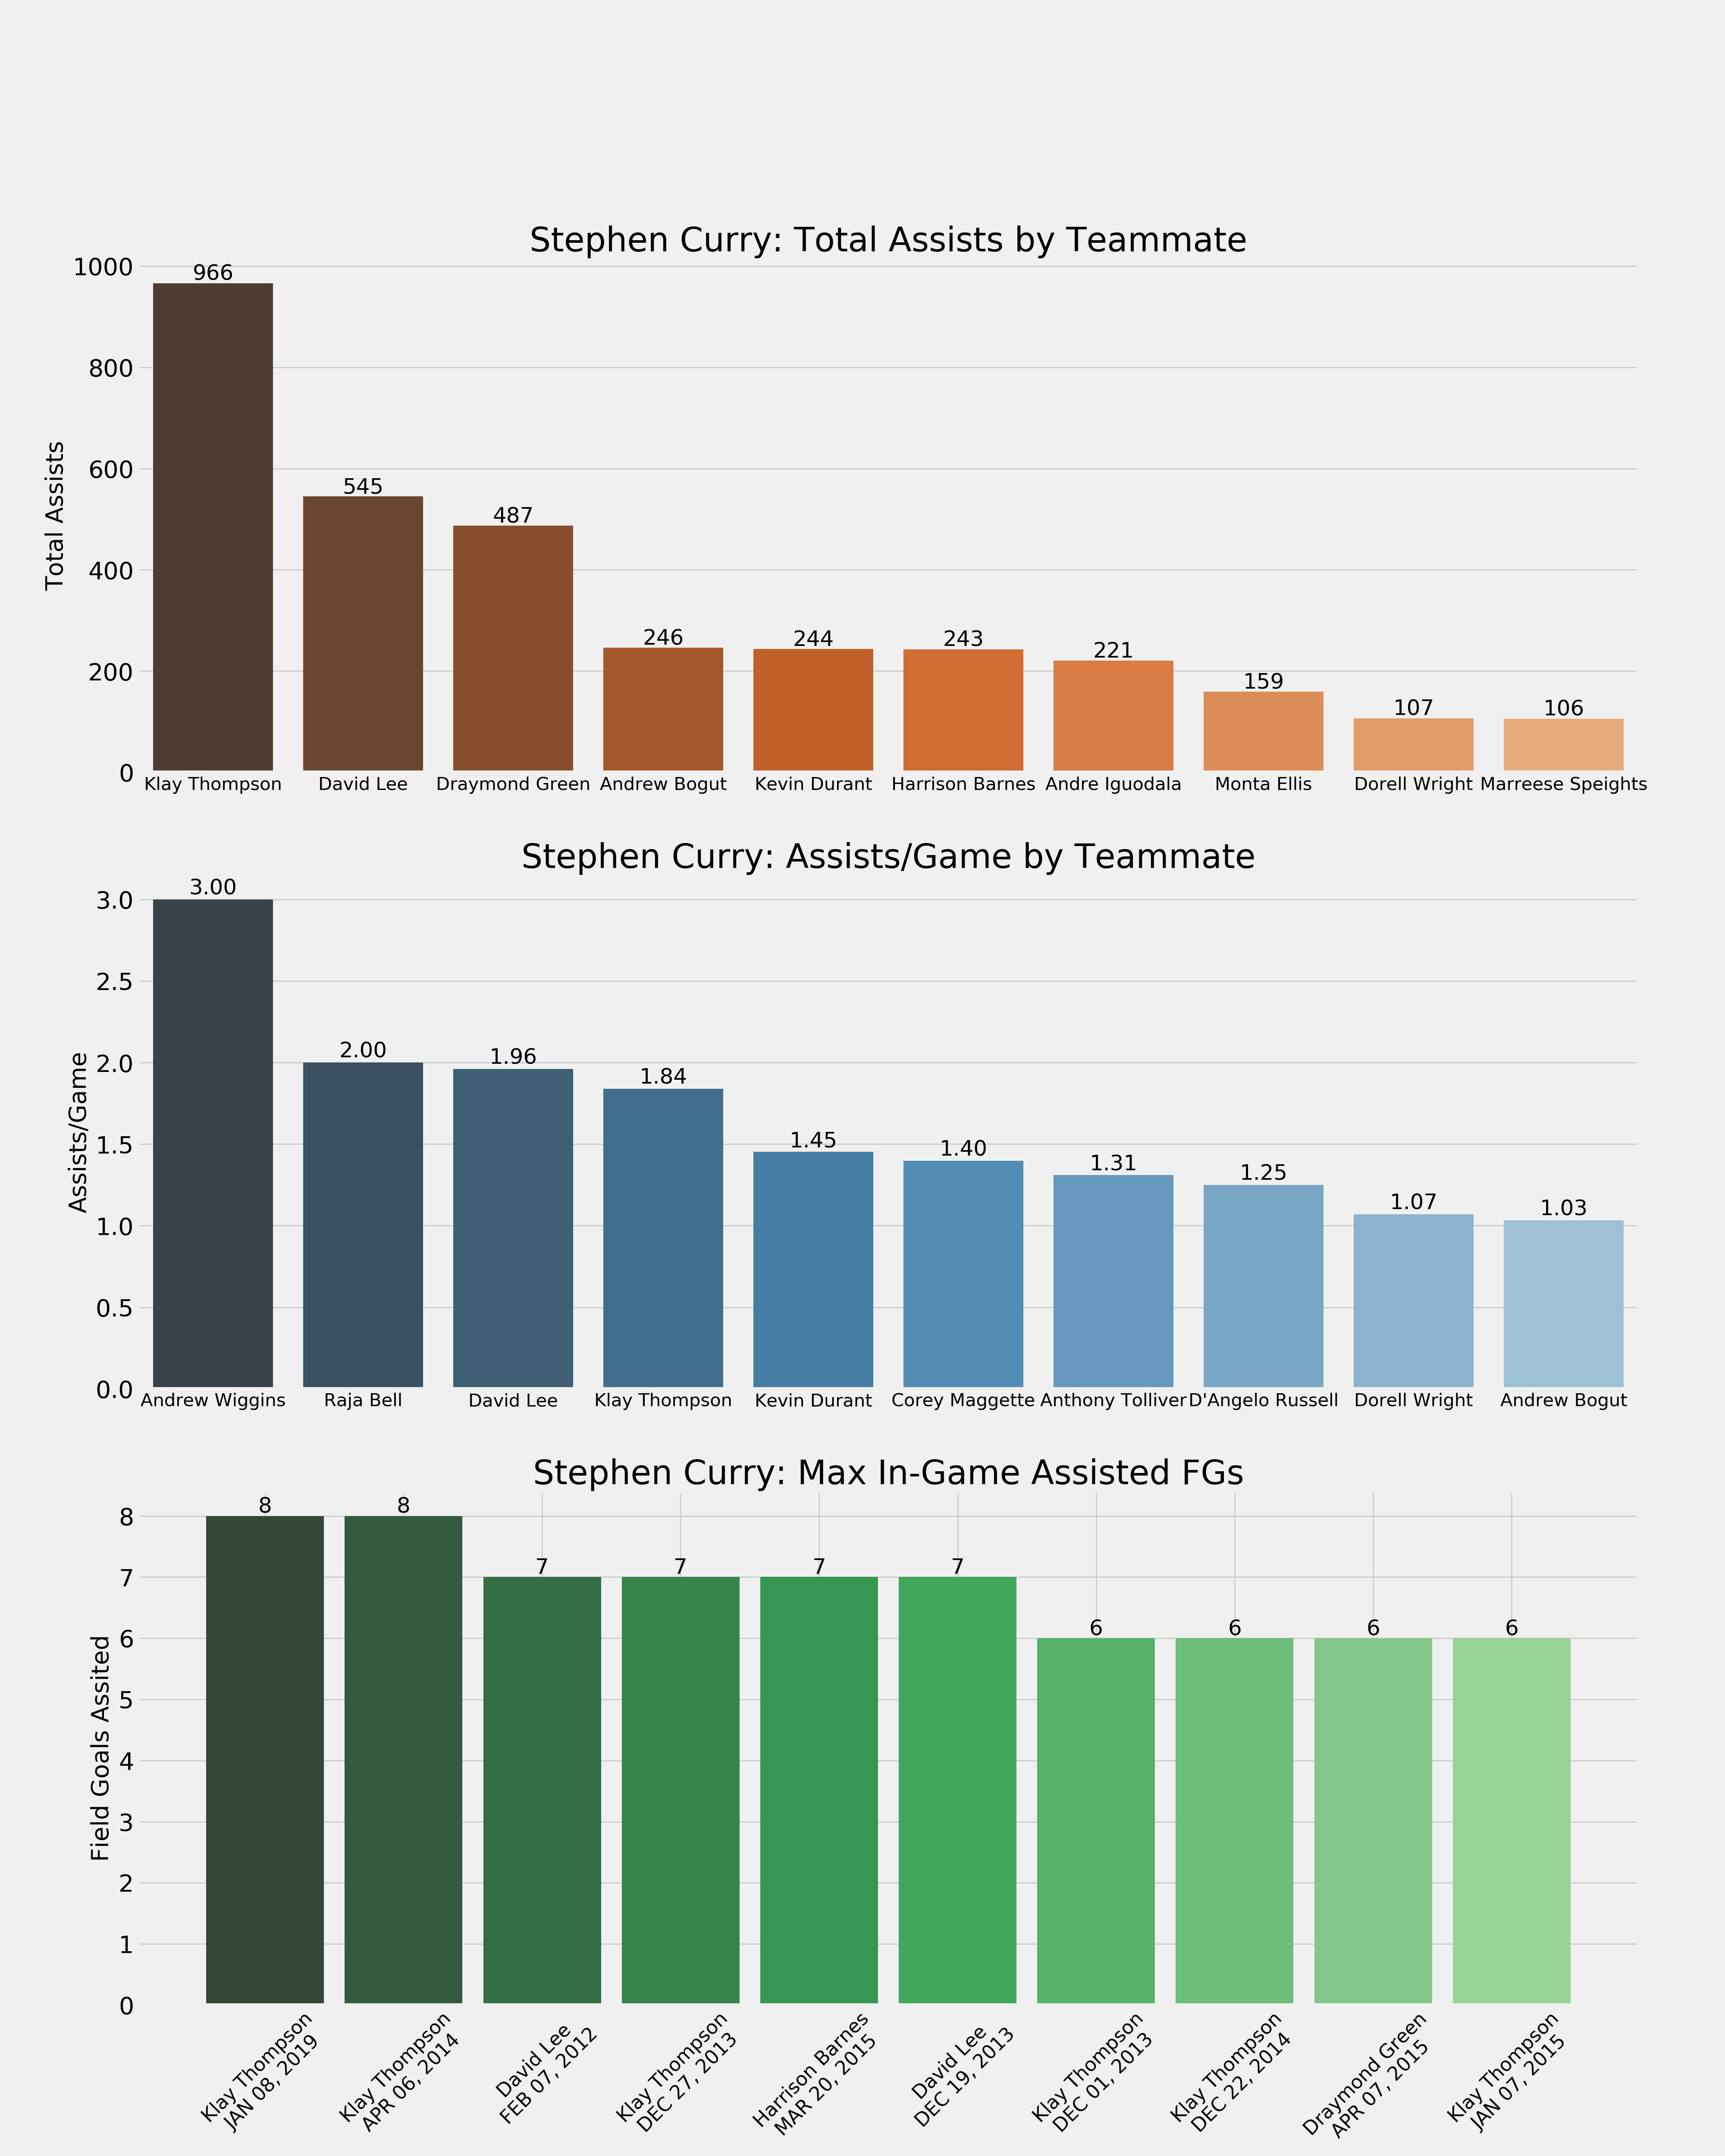 Stephen Curry: Total Assists by Teammate
Total Assists
1000
800
600
400
200
0
966
545
487
246
244
243
221
159
107
106
Klay Thompson
David Lee
Draymond Green
Andrew Bogut
Kevin Durant
Harrison Barnes
Andre Iguodala
Monta Ellis
Dorell Wright
Marreese Speights
Stephen Curry: Assists/Game by Teammate
Assists/Game
3.0
2.5
2.0
1.5
1.0
0.5
0.0
3.00
2.00
1.96
1.84
1.45
1.40
1.31
1.25
1.07
1.03
Andrew Wiggins
Raja Bell
David Lee
Klay Thompson
Kevin Durant
Corey Maggette
Anthony Tolliver
D'Angelo Russell
Dorell Wright
Andrew Bogut
Stephen Curry: Max In-Game Assisted FGs
Field Goals Assited
8
7
6
5
4
3
2
1
0
8
8
7
7
7
7
6
6
6
6
Klay Thompson
JAN 08, 2019
Klay Thompson
APR 06, 2014
David Lee
FEB 07, 2012
Klay Thompson
DEC 27, 2013
Harrison Barnes
MAR 20, 2015
David Lee
DEC 19, 2013
Klay Thompson
DEC 01, 2013
Klay Thompson
DEC 22, 2014
Draymond Green
APR 07, 2015
Klay Thompson
JAN 07, 2015